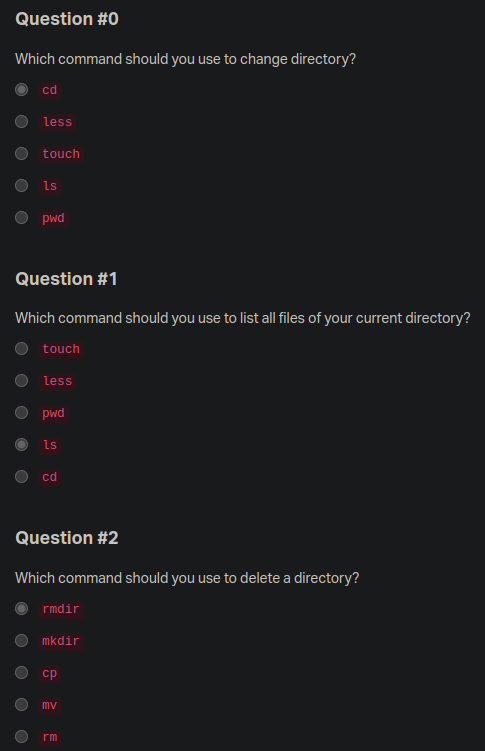 Question #0
Which command should you use to change directory?
cd
less
touch
ls
pwd
Question #1
Which command should you use to list all files of your current directory?
touch
less
pwd
ls
cd
Question #2
Which command should you use to delete a directory?
rmdir
mkdir
cp
mv
rm